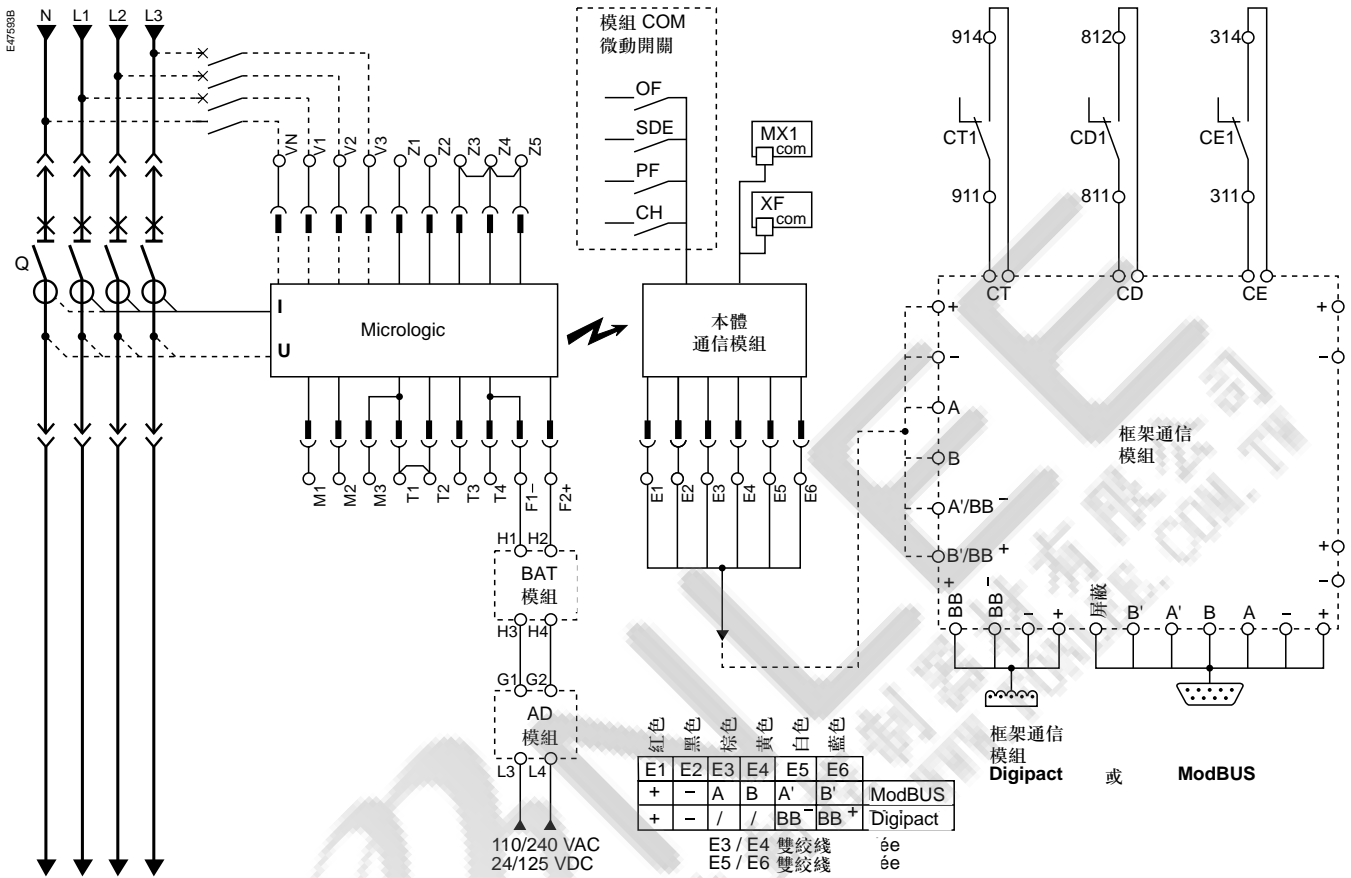 E47593B
N L1 L2 L3
模組 COM
微動開關
OF
SDE
PF
CH
MX1
com
XF
com
914 812 314
CT1 CD1 CE1
911 811 311
VN V1 V2 V3 Z1 Z2 Z3 Z4 Z5
Q
I
U
Micrologic
本體
通信模組
CT CD CE
+ +
– –
A
B
A'/BB –
B'/BB +
框架通信
模組
+
–
M1 M2 M3 T1 T2 T3 T4 F1– F2+
E1 E2 E3 E4 E5 E6
H1 H2
BAT
模組
H3 H4
G1 G2
AD
模組
L3 L4
110/240 VAC
24/125 VDC
BB + BB – – + 屏蔽 B' A' B A – +
框架通信
模組
Digipact 或 ModBUS
紅色 黑色 棕色 黃色 白色 藍色
E1 E2 E3 E4 E5 E6
+ – A B A' B' ModBUS
+ – / / BB – BB + Digipact
E3 / E4 雙絞綫 ée
E5 / E6 雙絞綫 ée